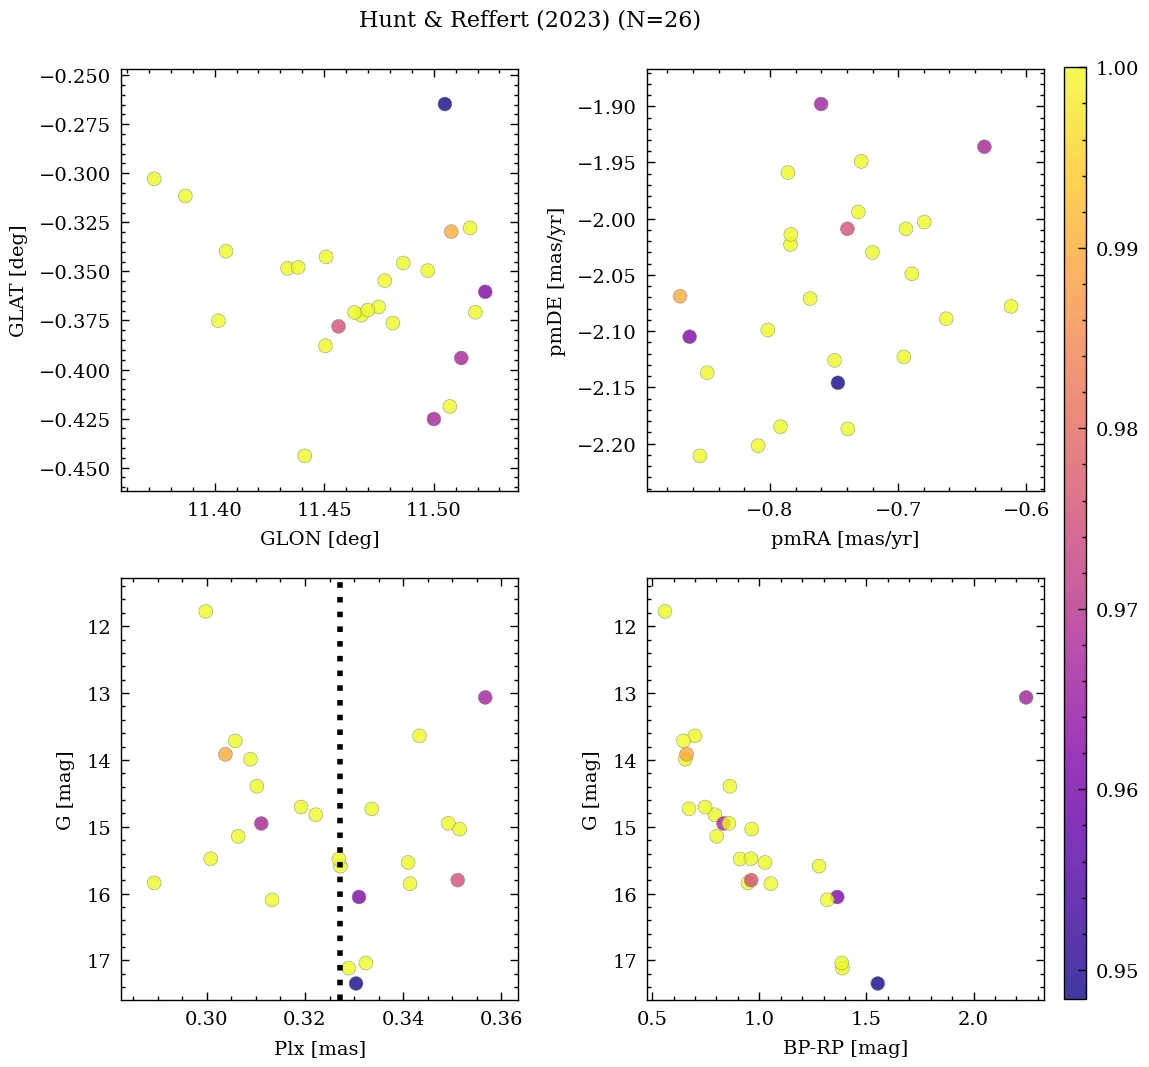 Hunt & Reffert (2023) (N=26)
−0.250
−0.275
−0.300
−0.325
−0.350
−0.375
−0.400
−0.425
−0.450
GLAT [deg]
11.40 11.45 11.50
GLON [deg]
−1.90
−1.95
−2.00
−2.05
−2.10
−2.15
−2.20
pmDE [mas/yr]
−0.8 −0.7 −0.6
pmRA [mas/yr]
12
13
14
15
16
17
G [mag]
0.30 0.32 0.34 0.36
Plx [mas]
12
13
14
15
16
17
G [mag]
0.5 1.0 1.5 2.0
BP-RP [mag]
1.00
0.99
0.98
0.97
0.96
0.95